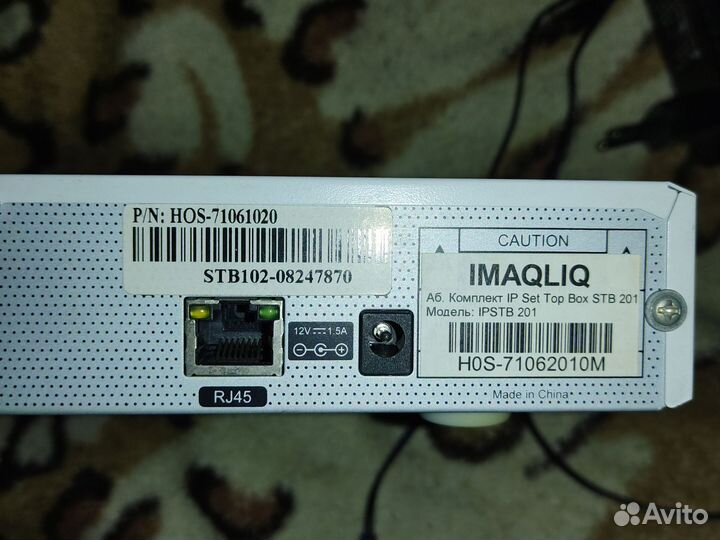 P/N: HOS-71061020
STB102-08247870
12V 1.5A
RJ45
CAUTION
IMAQLIQ
Аб. Комплект IP Set Top Box STB 201
Модель: IPSTB 201
H0S-71062010M
Made in China
Avito